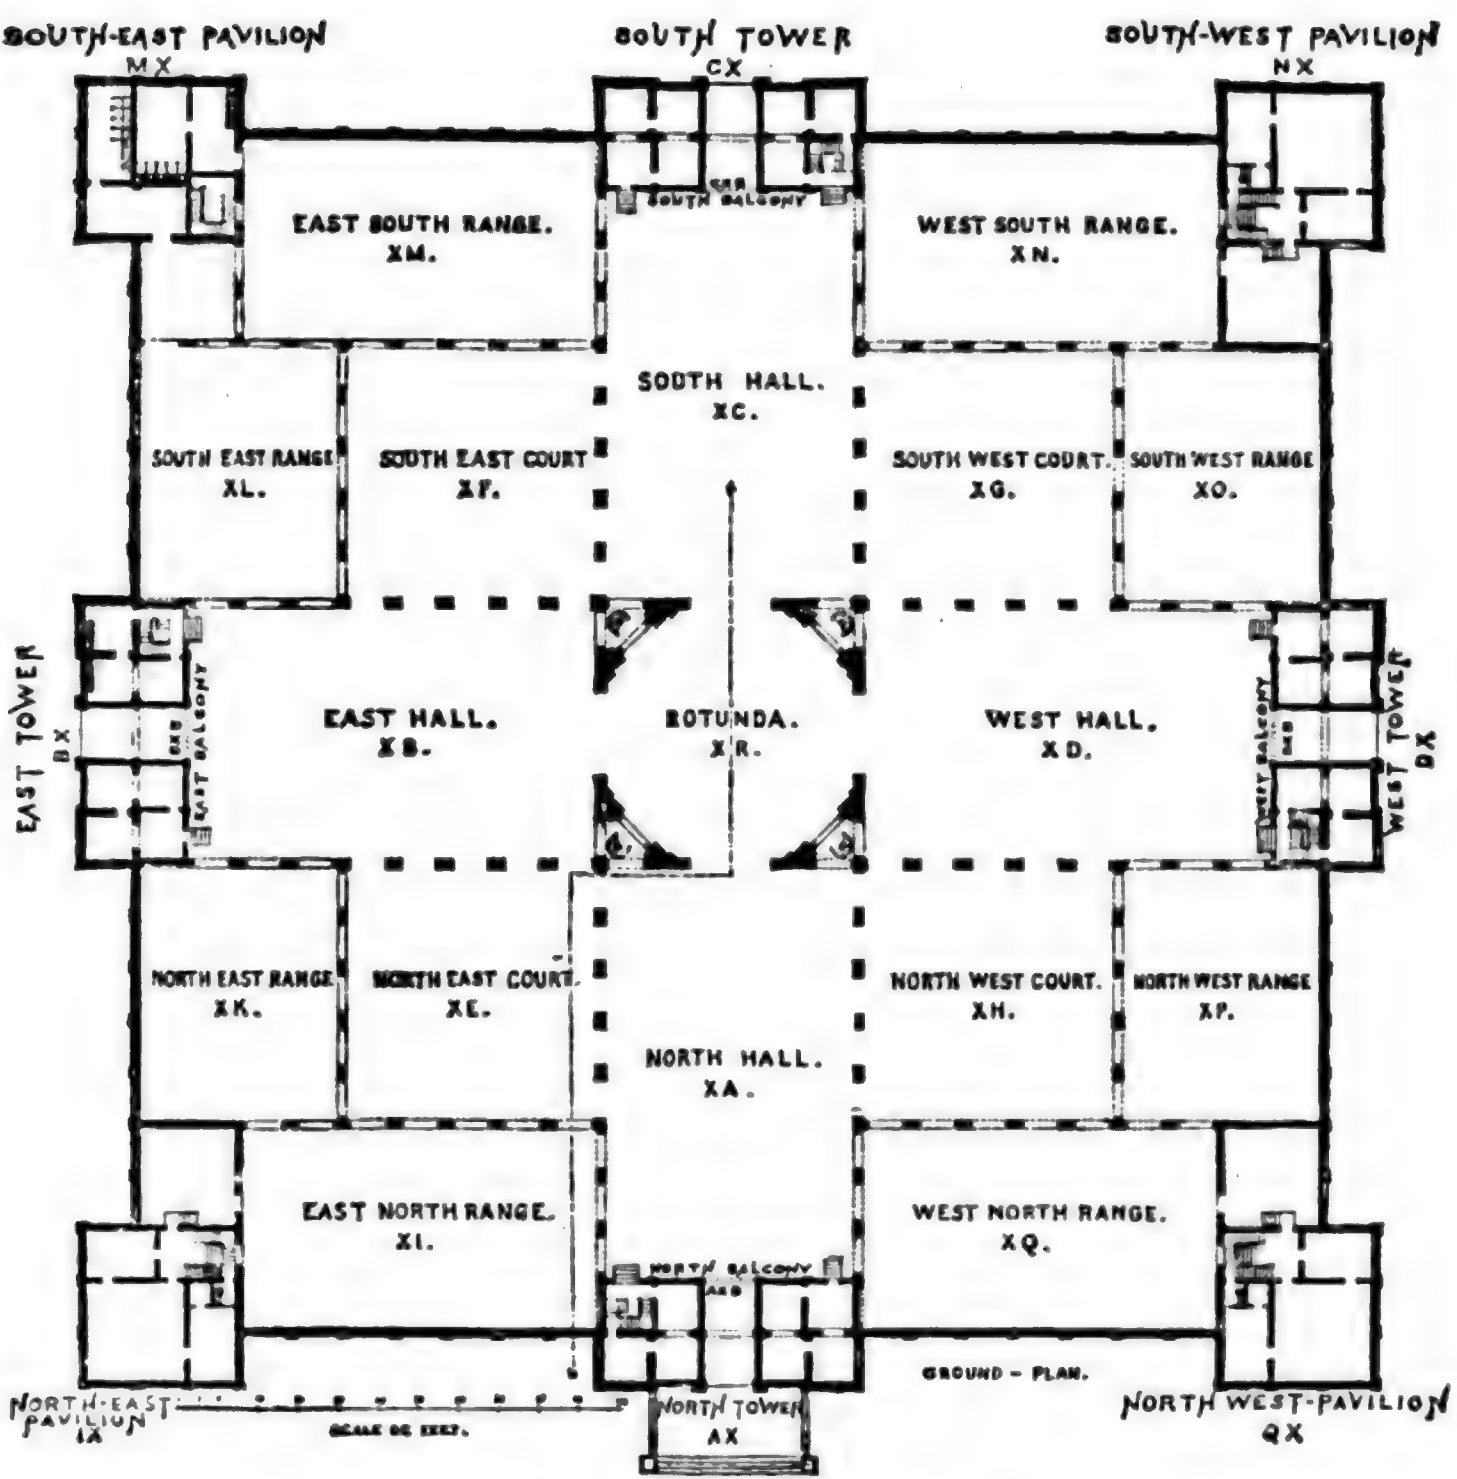 SOUTH-EAST PAVILION
MX
SOUTH TOWER
CX
SOUTH-WEST PAVILION
NX
SOUTH BALCONY
EAST SOUTH RANGE.
XM.
WEST SOUTH RANGE.
XN.
SOUTH HALL.
XC.
SOUTH EAST RANGE
XL.
SOUTH EAST COURT
XF.
SOUTH WEST COURT.
XG.
SOUTH WEST RANGE
XO.
EAST TOWER
BX
EAST BALCONY
EAST HALL.
XB.
ROTUNDA.
XR.
WEST HALL.
XD.
WEST BALCONY
WEST TOWER
DX
NORTH EAST RANGE
XK.
NORTH EAST COURT.
XE.
NORTH WEST COURT.
XH.
NORTH WEST RANGE
XP.
NORTH HALL.
XA.
EAST NORTH RANGE.
XI.
WEST NORTH RANGE.
XQ.
NORTH BALCONY
GROUND - PLAN.
NORTH-EAST
PAVILION
IX
SCALE OF FEET.
NORTH TOWER
AX
NORTH WEST-PAVILION
QX